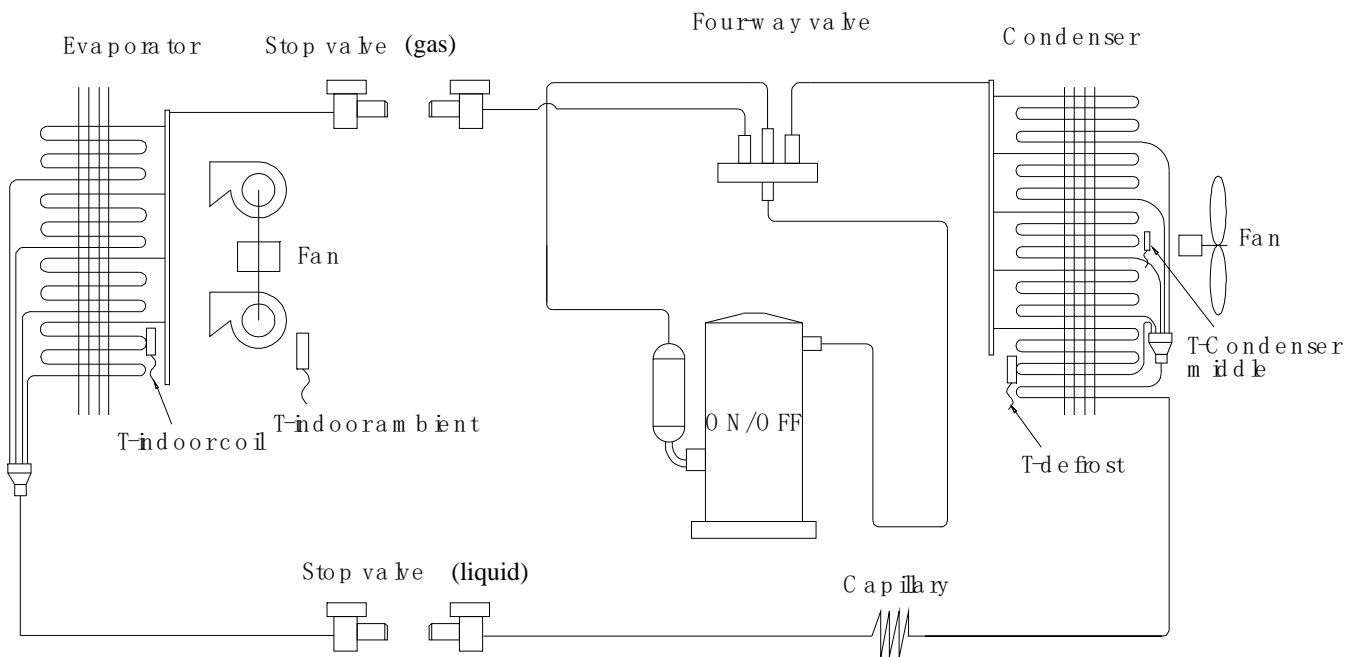 Evaporator
Stop valve (gas)
Four-way valve
Condenser
Fan
Fan
T-Condenser
middle
T-indoor ambient
T-indoor coil
ON/OFF
T-defrost
Stop valve (liquid)
Capillary